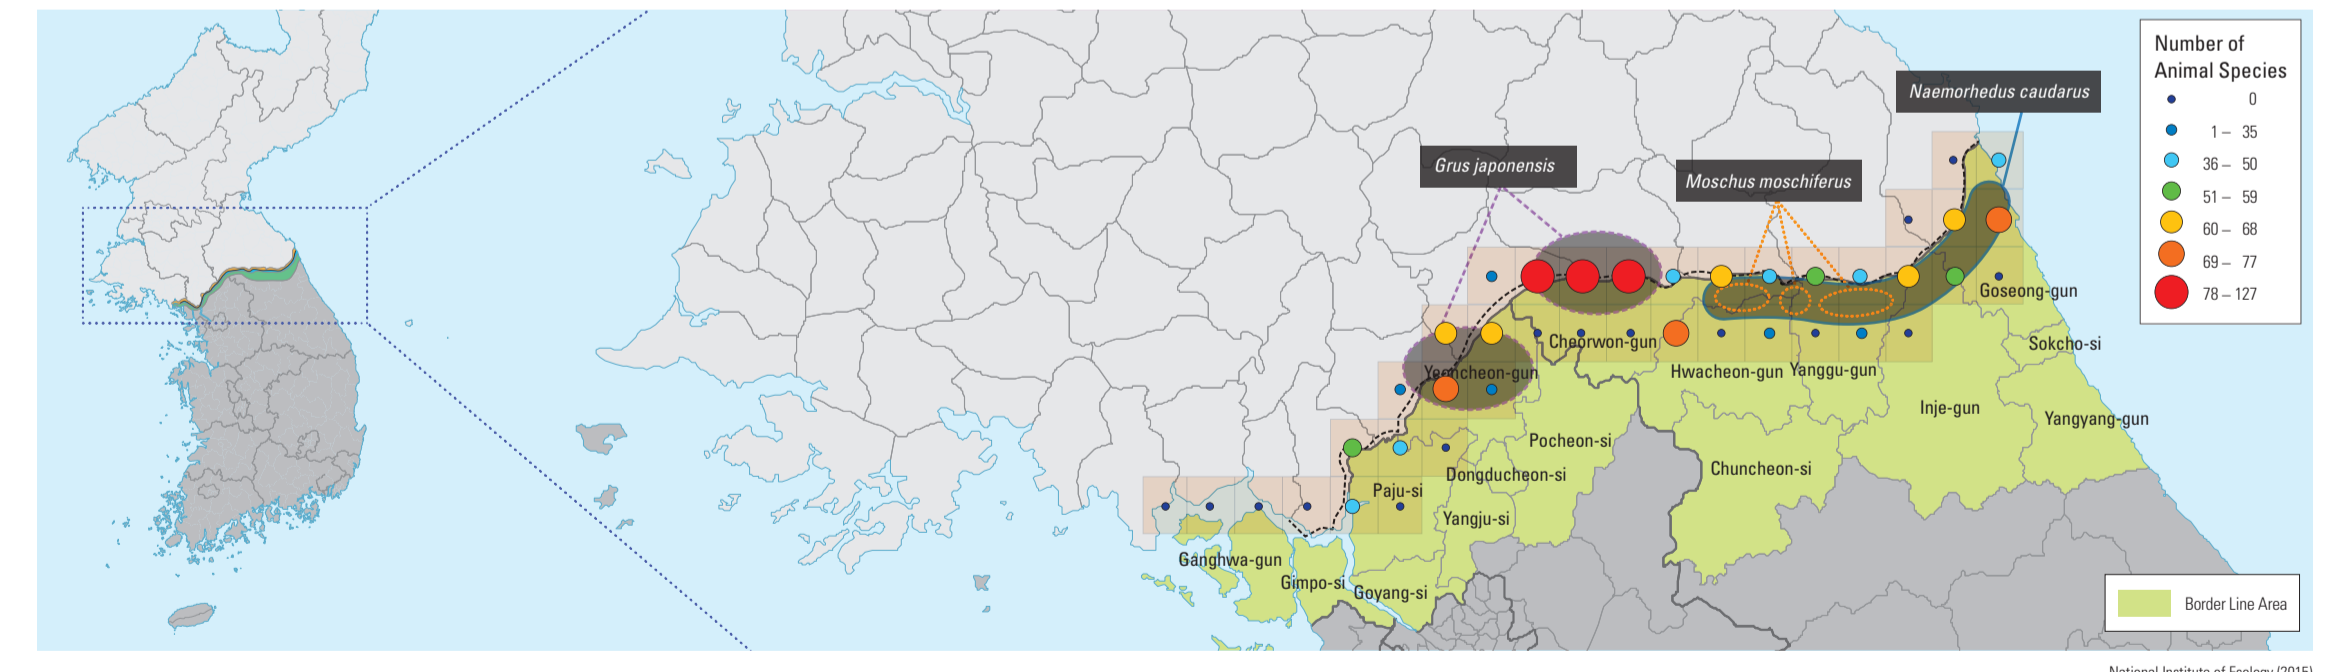 Number of
Animal Species
0
1 – 35
36 – 50
51 – 59
60 – 68
69 – 77
78 – 127
Naemorhedus caudarus
Grus japonensis
Moschus moschiferus
Goseong-gun
Cheorwon-gun
Sokcho-si
Yeoncheon-gun
Hwacheon-gun
Yanggu-gun
Inje-gun
Yangyang-gun
Pocheon-si
Chuncheon-si
Dongducheon-si
Paju-si
Yangju-si
Ganghwa-gun
Gimpo-si
Goyang-si
Border Line Area
National Institute of Ecology (2015)